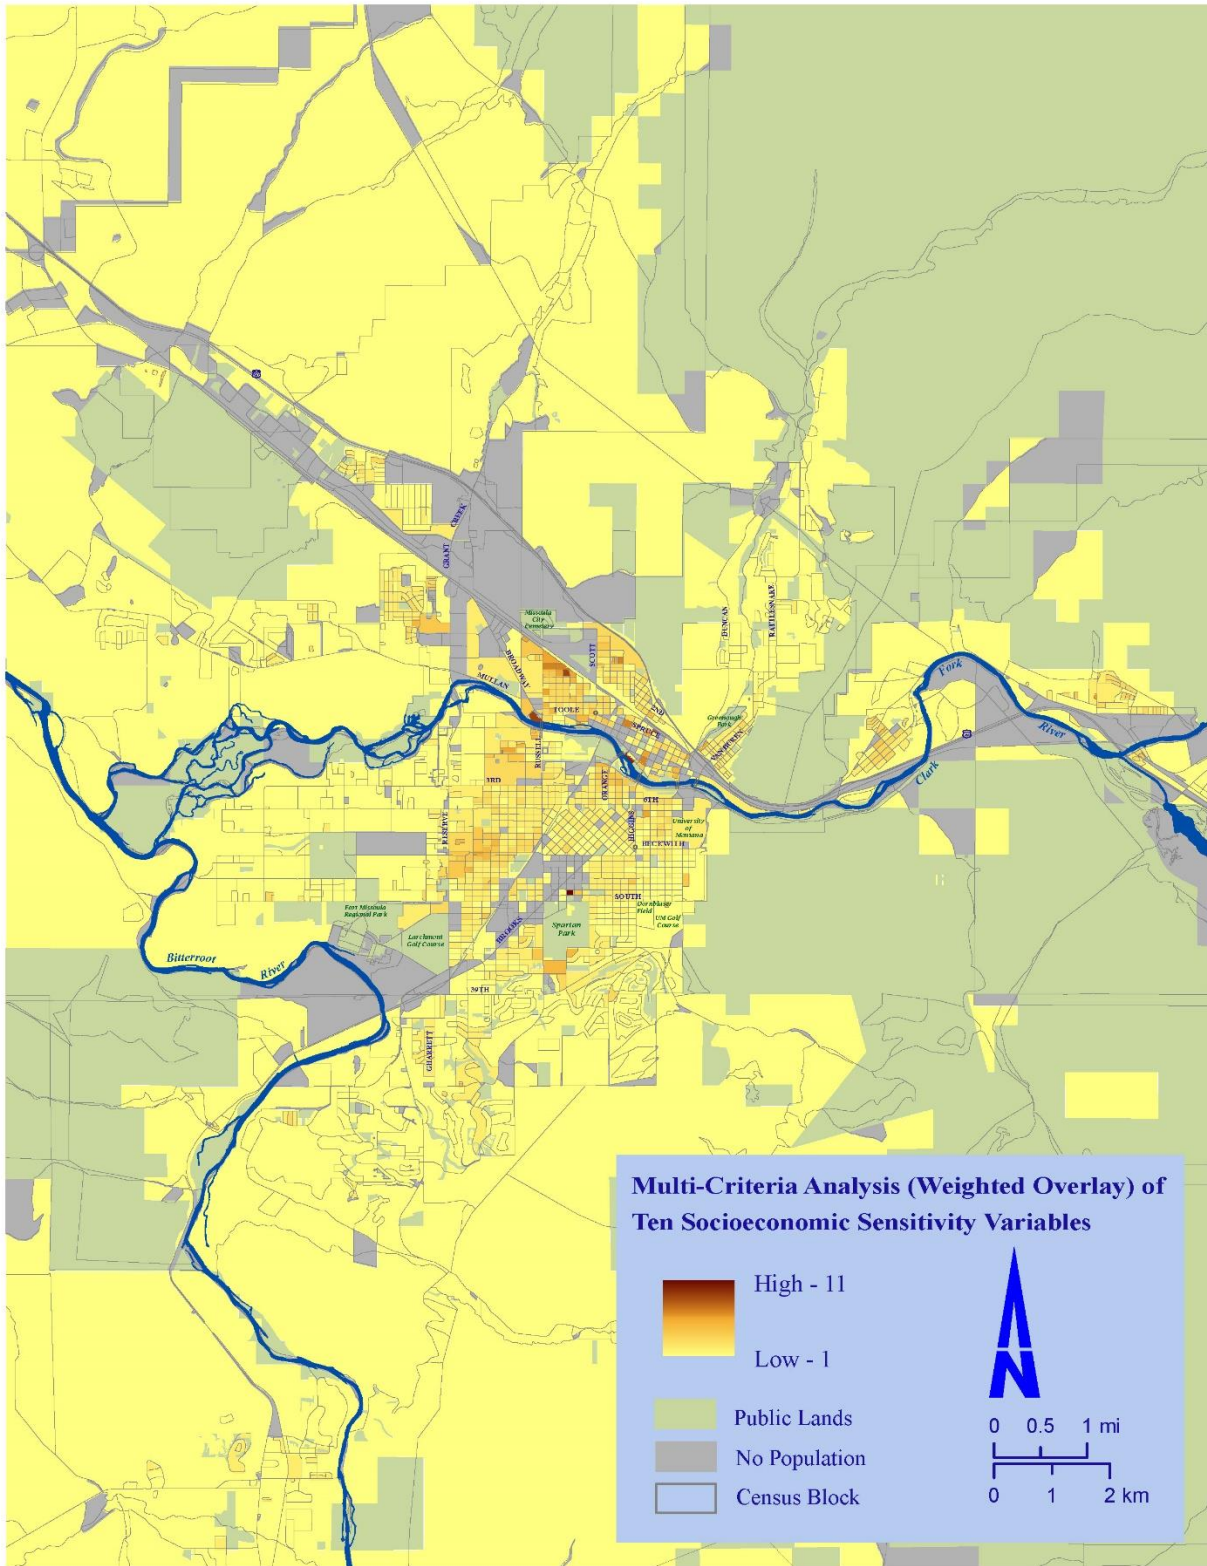 90
CREEK
GRANT
Missoula
City
Cemetery
SCOTT
DUNCAN
RATTLESNAKE
BROADWAY
MULLAN
TOOLE
2ND
SPRUCE
Greenough
Park
VAN BUREN
Fork
River
90
Clark
RUSSELL
3RD
ORANGE
6TH
HIGGINS
University
of
Montana
BECKWITH
RESERVE
SOUTH
Dornblaser
Field
UM Golf
Course
Fort Missoula
Regional Park
Larchmont
Golf Course
BROOKS
Spartan
Park
Bitterroot
River
39TH
GHARRETT
Multi-Criteria Analysis (Weighted Overlay) of
Ten Socioeconomic Sensitivity Variables
High - 11
Low - 1
Public Lands
No Population
Census Block
N
0 0.5 1 mi
0 1 2 km